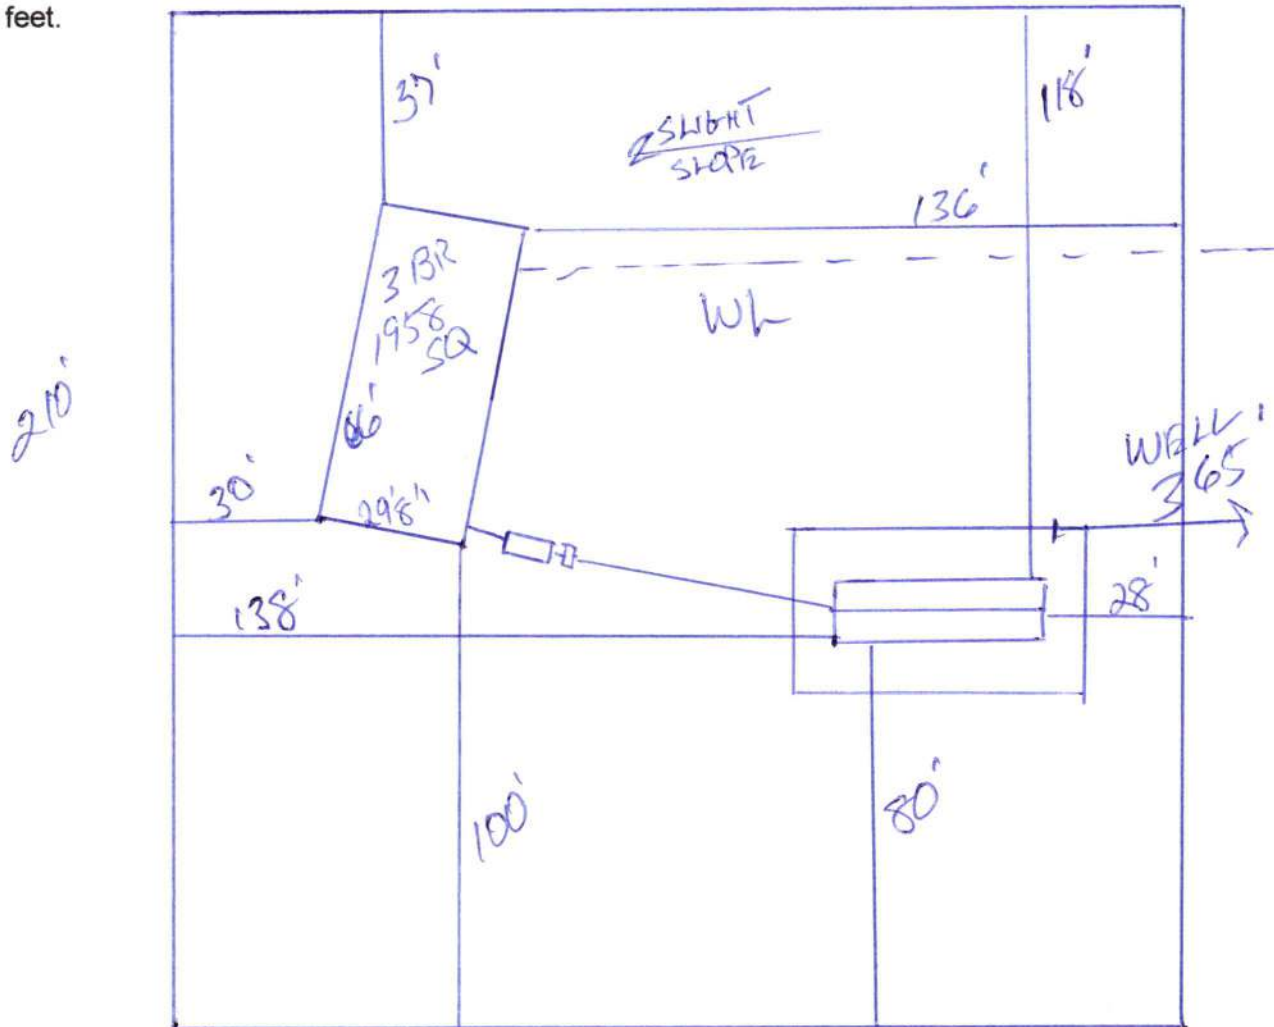 feet.
37'
118'
SLIGHT
SLOPE
136'
3 BR
1958
SQ
WL
66'
210'
WELL
365'
30'
29'8"
28'
138'
100'
80'